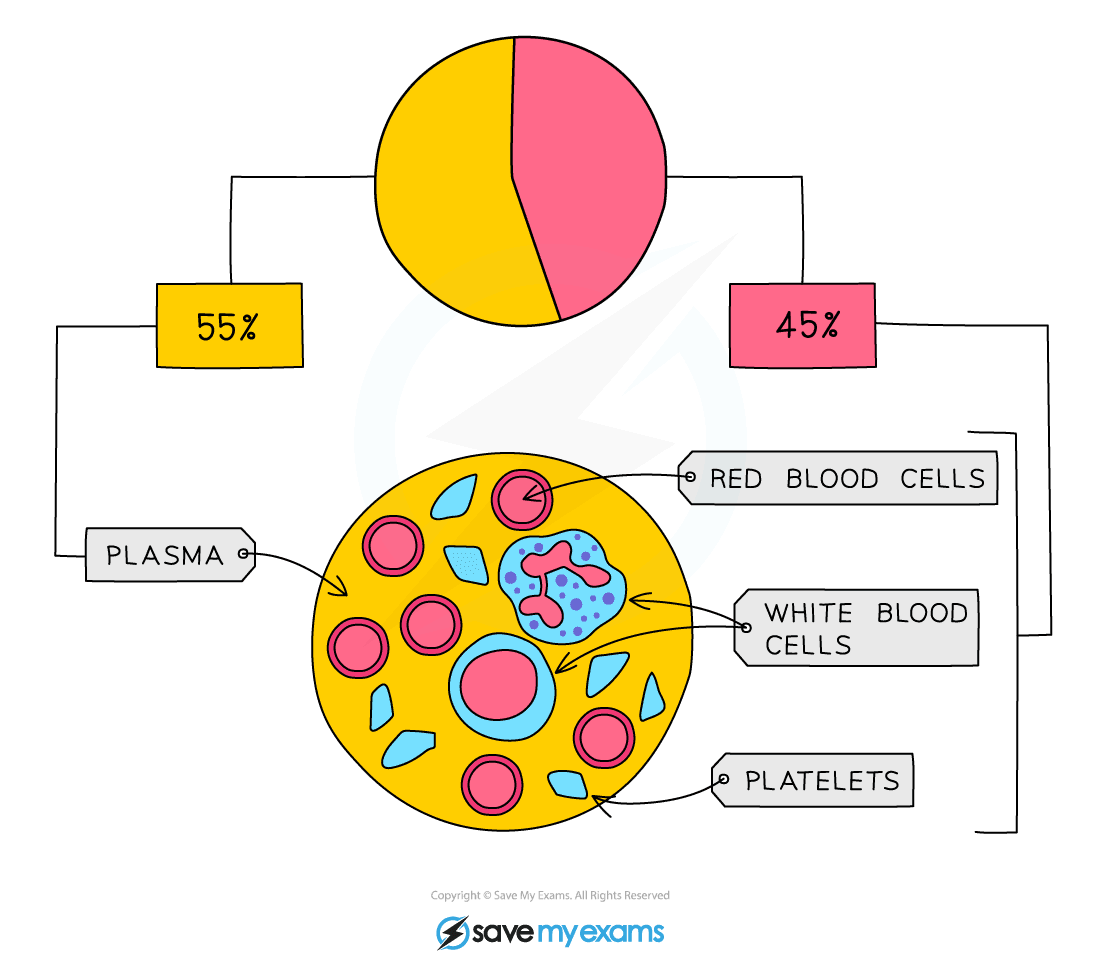 55%
45%
RED BLOOD CELLS
PLASMA
WHITE BLOOD
CELLS
PLATELETS
Copyright © Save My Exams. All Rights Reserved
save my exams